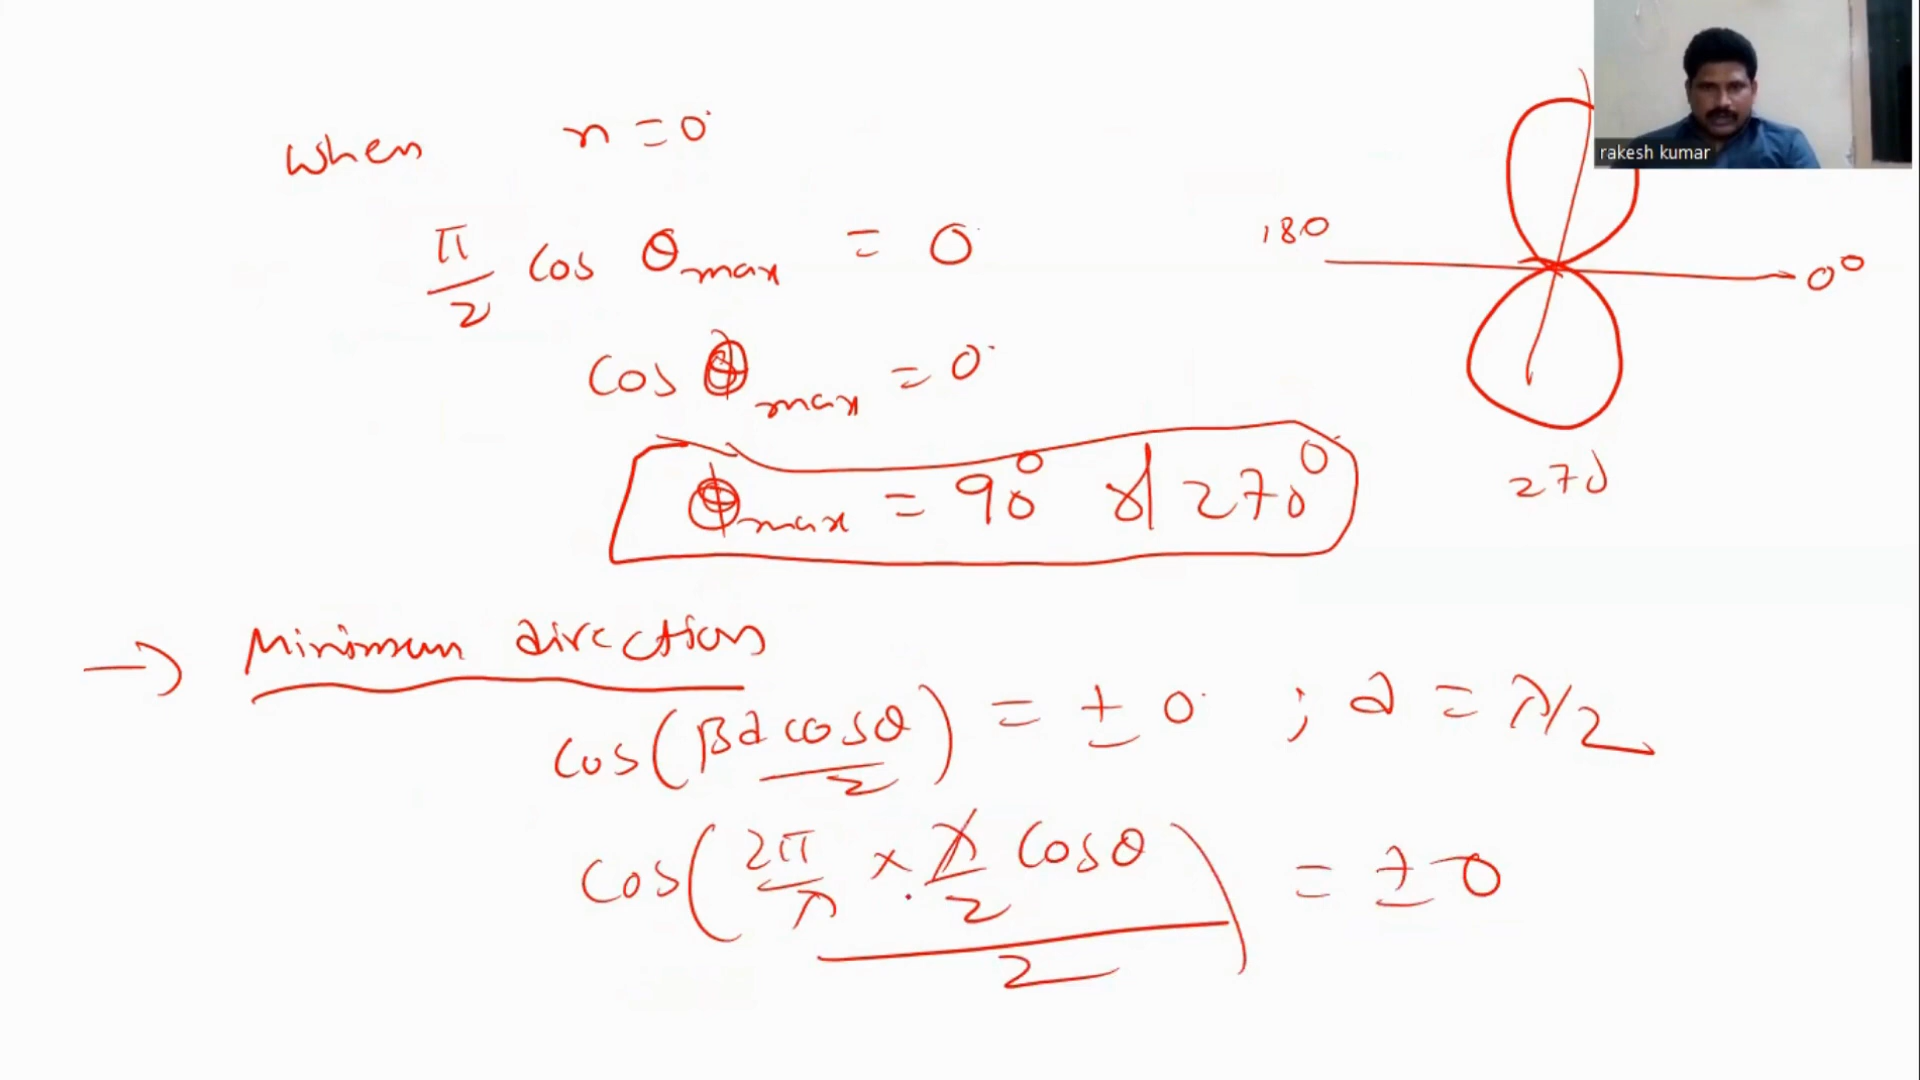 when n = 0
π/2 cos θmax = 0
cos θmax = 0
θmax = 90° or 270°
180
0°
270
rakesh kumar
→ Minimum direction
cos(βd cosθ/2) = ± 0 ; d = λ/2
cos(2π/λ × λ/2 cosθ / 2) = ± 0